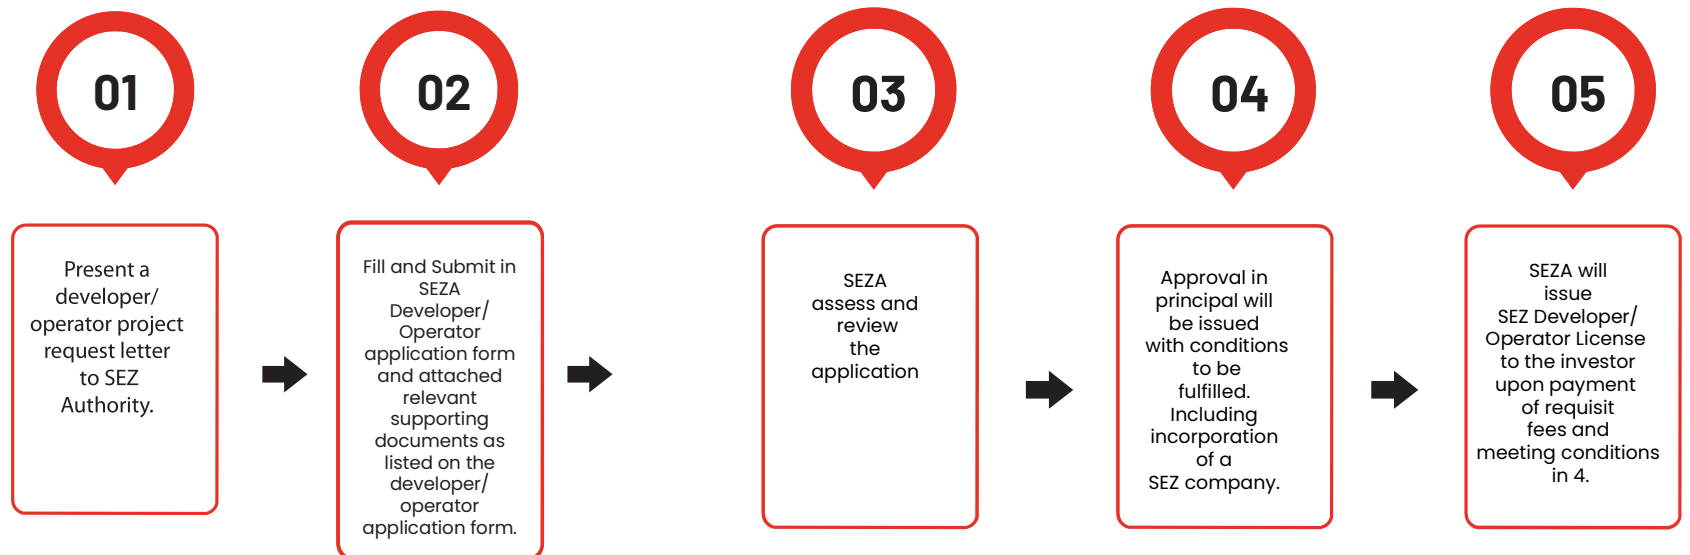 01
Present a
developer/
operator project
request letter
to SEZ
Authority.
02
Fill and Submit in
SEZA
Developer/
Operator
application form
and attached
relevant
supporting
documents as
listed on the
developer/
operator
application form.
03
SEZA
assess and
review
the
application
04
Approval in
principal will
be issued
with conditions
to be
fulfilled.
Including
incorporation
of a
SEZ company.
05
SEZA will
issue
SEZ Developer/
Operator License
to the investor
upon payment
of requisit
fees and
meeting conditions
in 4.